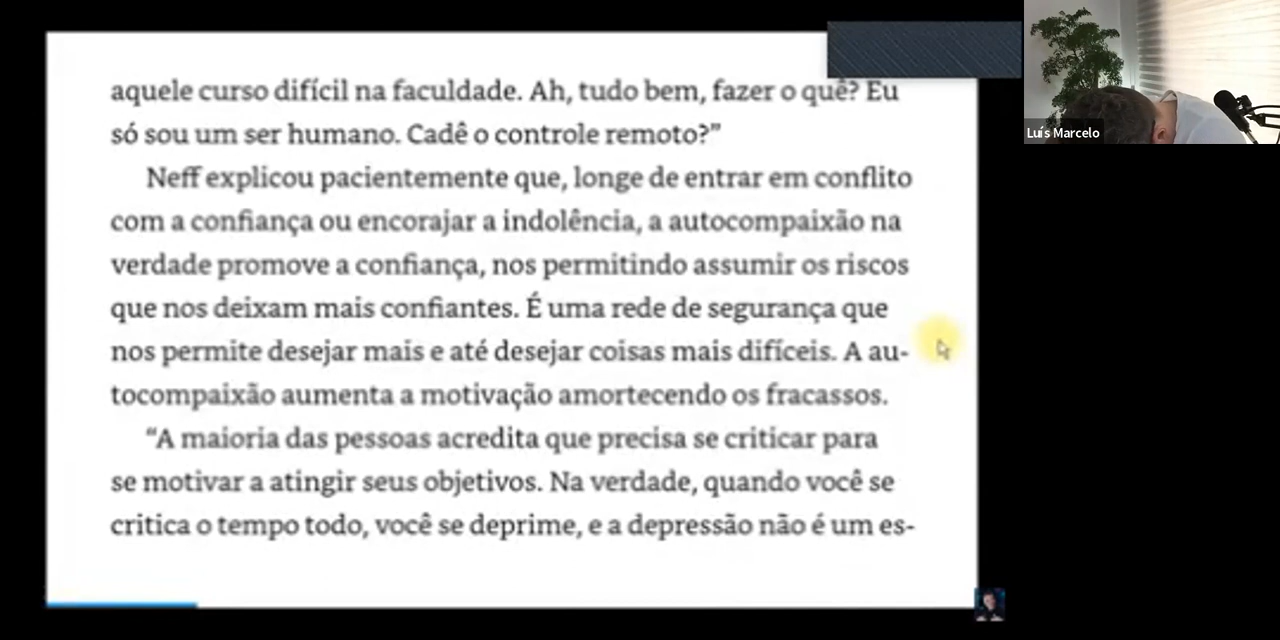 aquele curso difícil na faculdade. Ah, tudo bem, fazer o quê? Eu
só sou um ser humano. Cadê o controle remoto?”
Neff explicou pacientemente que, longe de entrar em conflito
com a confiança ou encorajar a indolência, a autocompaixão na
verdade promove a confiança, nos permitindo assumir os riscos
que nos deixam mais confiantes. É uma rede de segurança que
nos permite desejar mais e até desejar coisas mais difíceis. A au-
tocompaixão aumenta a motivação amortecendo os fracassos.
“A maioria das pessoas acredita que precisa se criticar para
se motivar a atingir seus objetivos. Na verdade, quando você se
critica o tempo todo, você se deprime, e a depressão não é um es-
Luís Marcelo